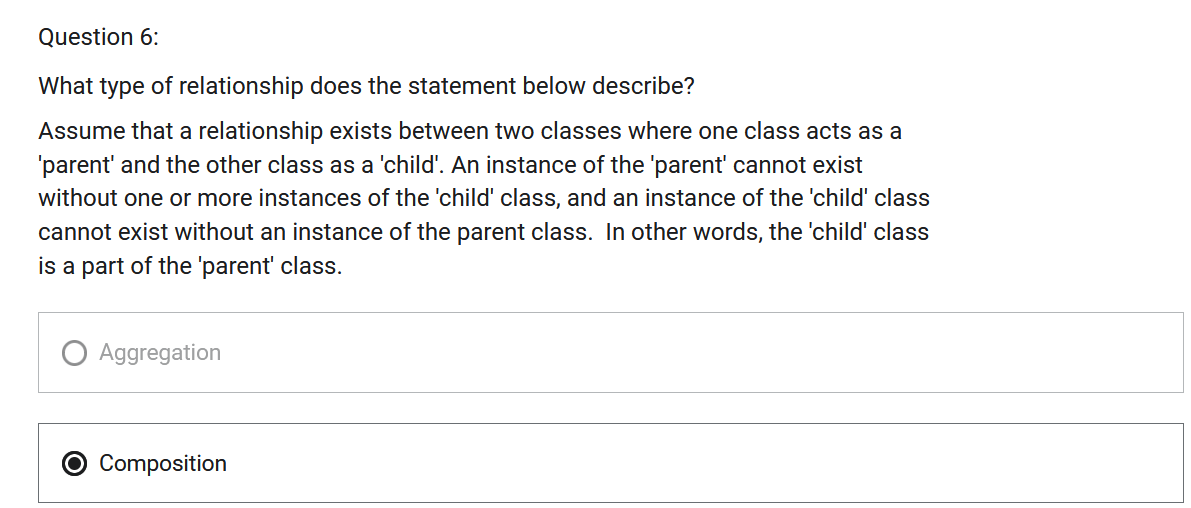 Question 6:
What type of relationship does the statement below describe?
Assume that a relationship exists between two classes where one class acts as a
'parent' and the other class as a 'child'. An instance of the 'parent' cannot exist
without one or more instances of the 'child' class, and an instance of the 'child' class
cannot exist without an instance of the parent class.  In other words, the 'child' class
is a part of the 'parent' class.
Aggregation
Composition